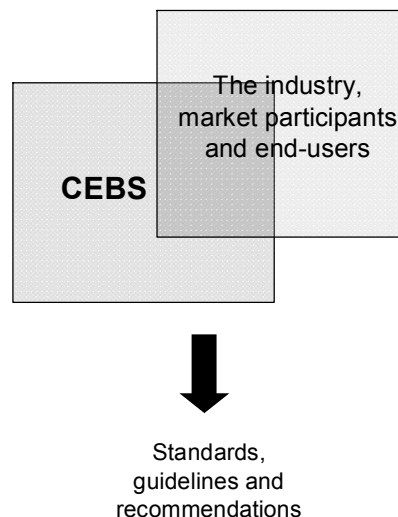 The industry,
market participants
and end-users
CEBS
Standards,
guidelines and
recommendations